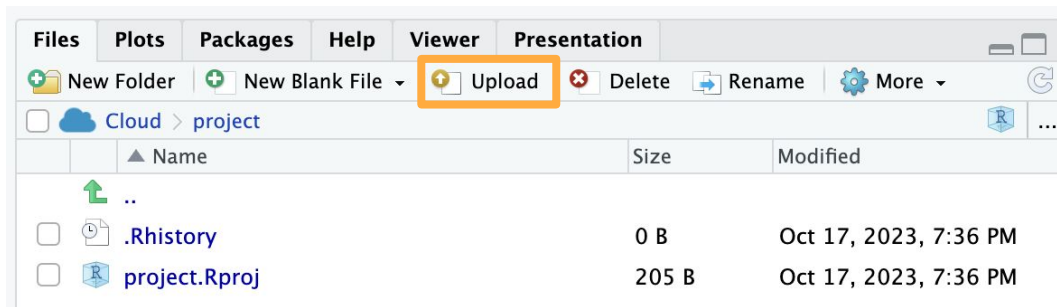 Files Plots Packages Help Viewer Presentation
New Folder New Blank File Upload Delete Rename More
Cloud > project R ...
Name Size Modified
..
.Rhistory 0 B Oct 17, 2023, 7:36 PM
R project.Rproj 205 B Oct 17, 2023, 7:36 PM